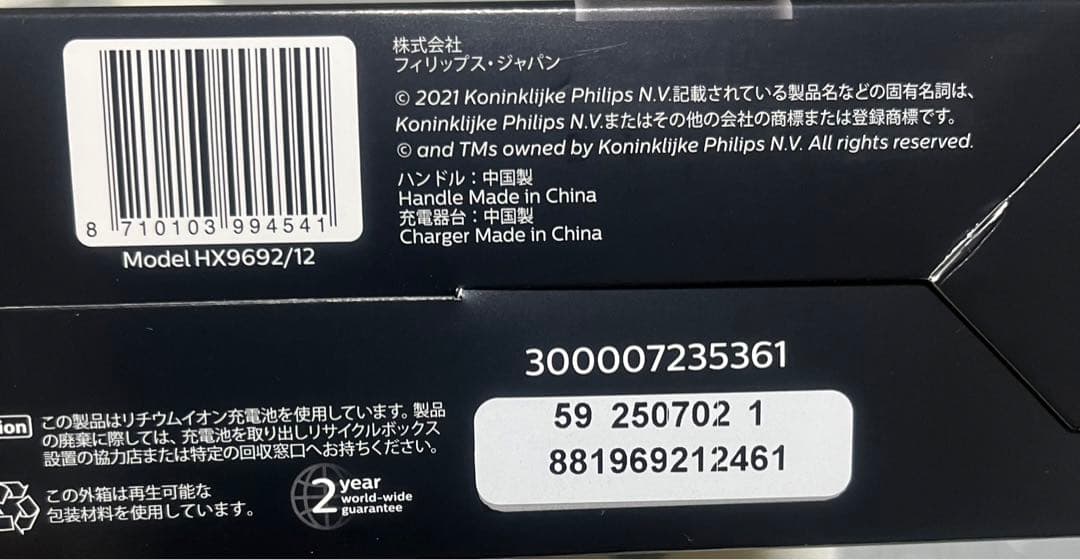 株式会社
フィリップス・ジャパン
© 2021 Koninklijke Philips N.V.記載されている製品名などの固有名詞は、
Koninklijke Philips N.V.またはその他の会社の商標または登録商標です。
© and TMs owned by Koninklijke Philips N.V. All rights reserved.
ハンドル：中国製
Handle Made in China
充電器台：中国製
Charger Made in China
8 710103 994541
Model HX9692/12
300007235361
59 250702 1
881969212461
ion
この製品はリチウムイオン充電池を使用しています。製品
の廃棄に際しては、充電池を取り出しリサイクルボックス
設置の協力店または特定の回収窓口へお持ちください。
この外箱は再生可能な
包装材料を使用しています。
2 year
world-wide
guarantee